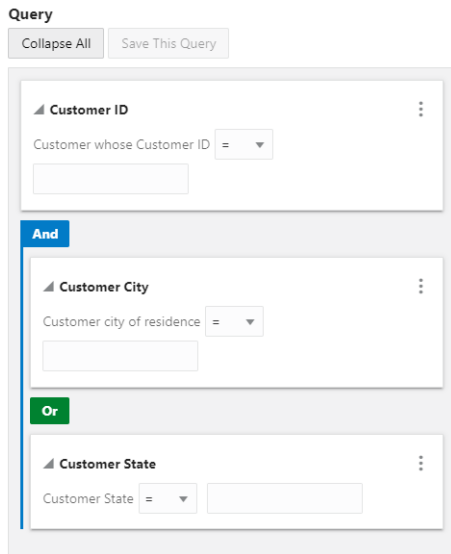 Query
Collapse All Save This Query
Customer ID
Customer whose Customer ID =
And
Customer City
Customer city of residence =
Or
Customer State
Customer State =